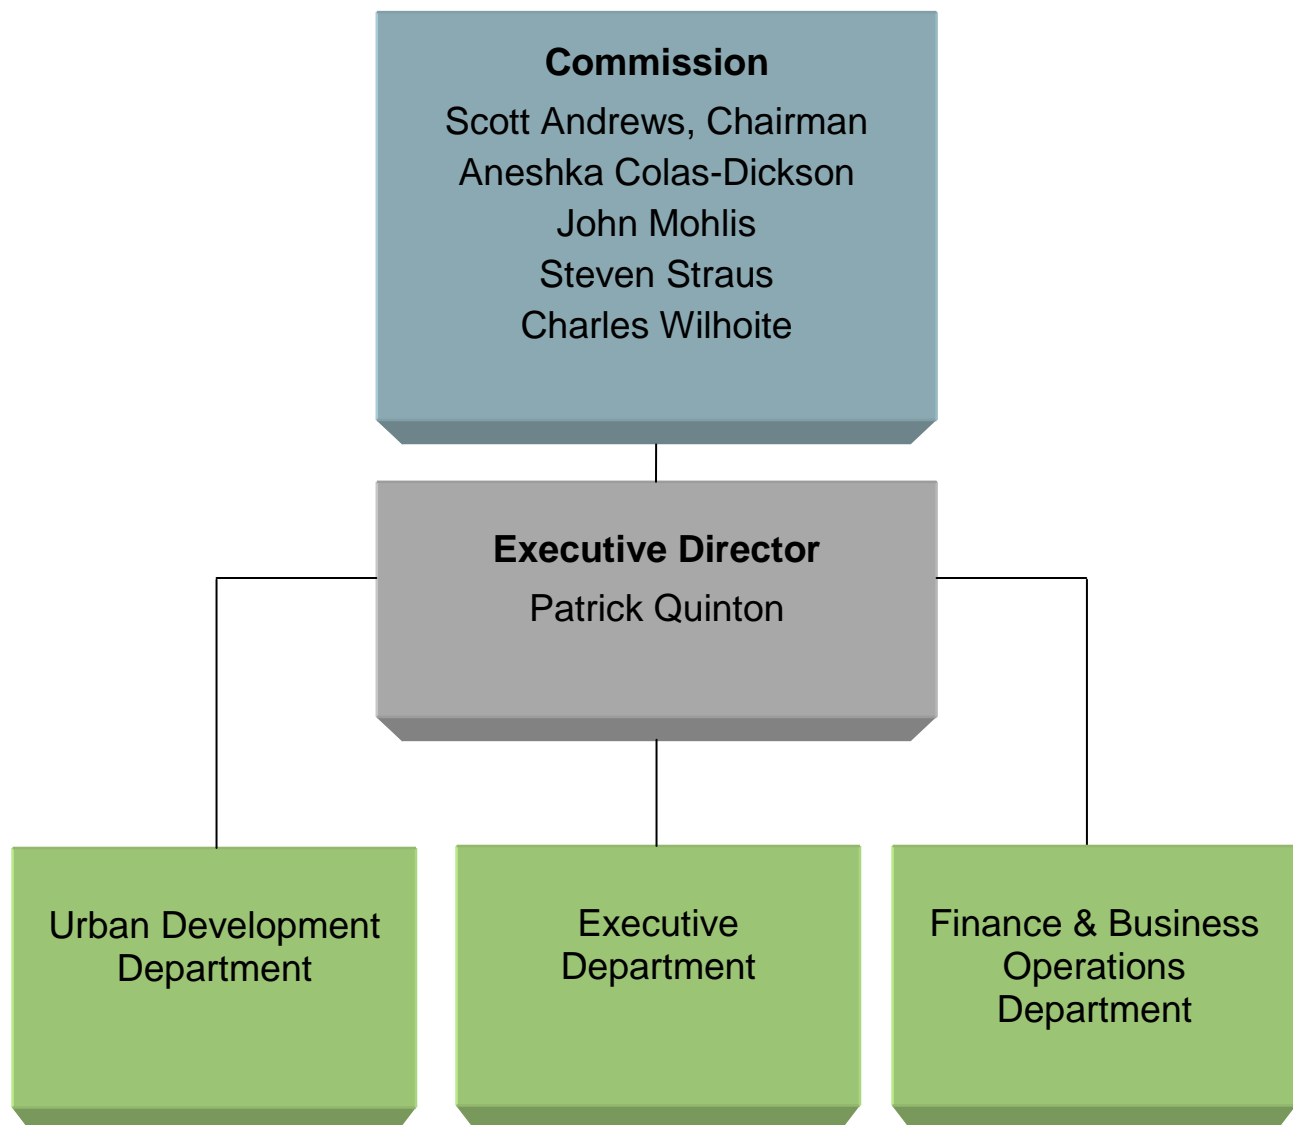 Commission
Scott Andrews, Chairman
Aneshka Colas-Dickson
John Mohlis
Steven Straus
Charles Wilhoite
Executive Director
Patrick Quinton
Urban Development
Department
Executive
Department
Finance & Business
Operations
Department